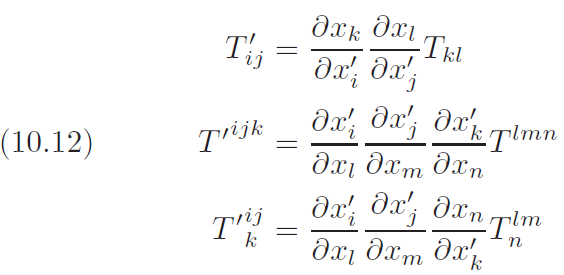 T'_{ij} = \frac{\partial x_k}{\partial x'_i} \frac{\partial x_l}{\partial x'_j} T_{kl}
(10.12) T'^{ijk} = \frac{\partial x'_i}{\partial x_l} \frac{\partial x'_j}{\partial x_m} \frac{\partial x'_k}{\partial x_n} T^{lmn}
T'^{ij}_k = \frac{\partial x'_i}{\partial x_l} \frac{\partial x'_j}{\partial x_m} \frac{\partial x_n}{\partial x'_k} T^{lm}_n